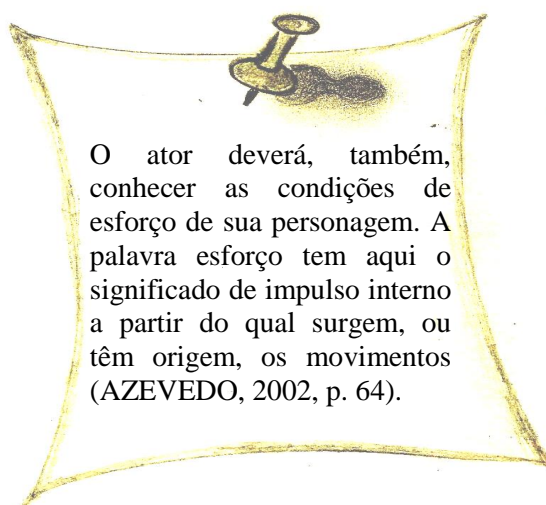 O ator deverá, também,
conhecer as condições de
esforço de sua personagem. A
palavra esforço tem aqui o
significado de impulso interno
a partir do qual surgem, ou
têm origem, os movimentos
(AZEVEDO, 2002, p. 64).